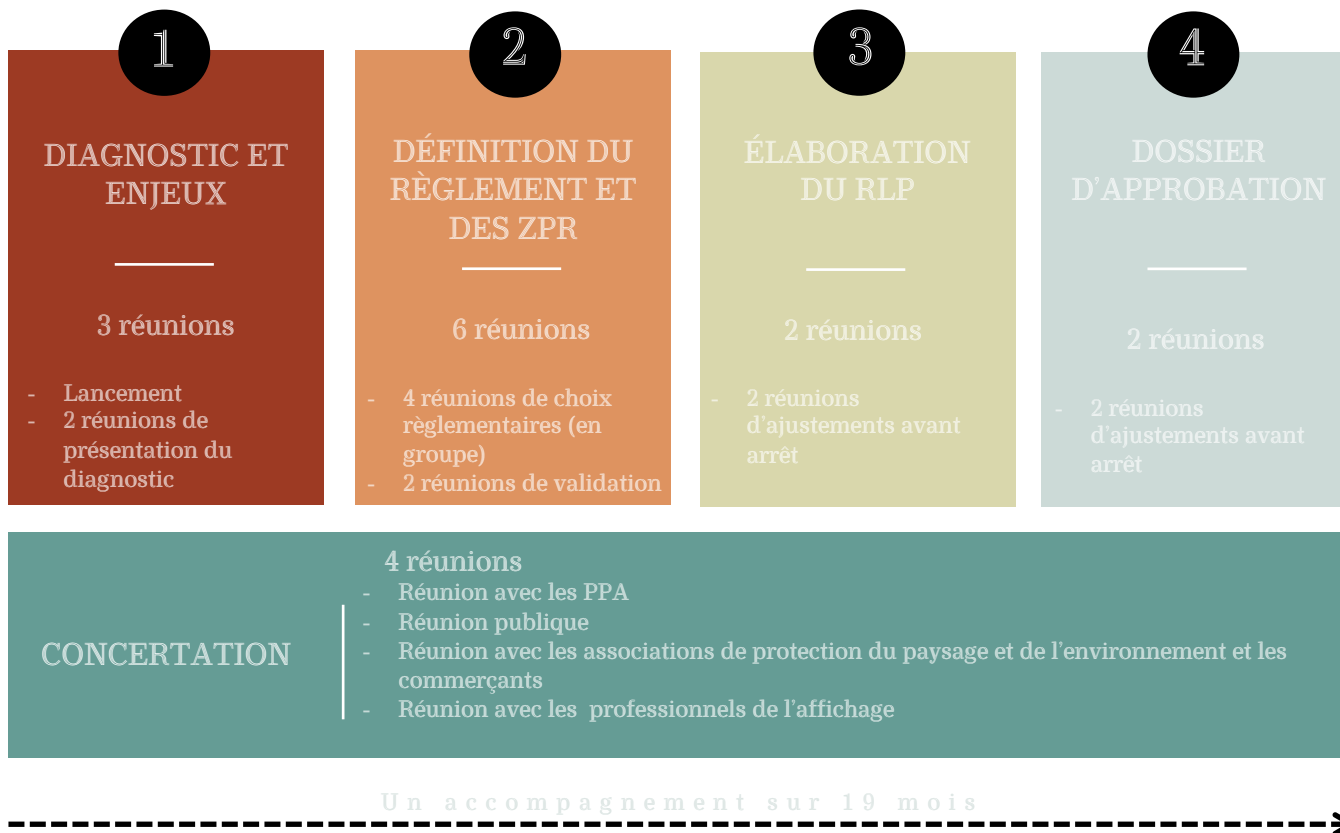 1
DIAGNOSTIC ET
ENJEUX
3 réunions
- Lancement
- 2 réunions de
présentation du
diagnostic
2
DÉFINITION DU
RÈGLEMENT ET
DES ZPR
6 réunions
- 4 réunions de choix
règlementaires (en
groupe)
- 2 réunions de validation
3
ÉLABORATION
DU RLP
2 réunions
- 2 réunions
d'ajustements avant
arrêt
4
DOSSIER
D'APPROBATION
2 réunions
- 2 réunions
d'ajustements avant
arrêt
CONCERTATION
4 réunions
- Réunion avec les PPA
- Réunion publique
- Réunion avec les associations de protection du paysage et de l'environnement et les
commerçants
- Réunion avec les professionnels de l'affichage
Un accompagnement sur 19 mois